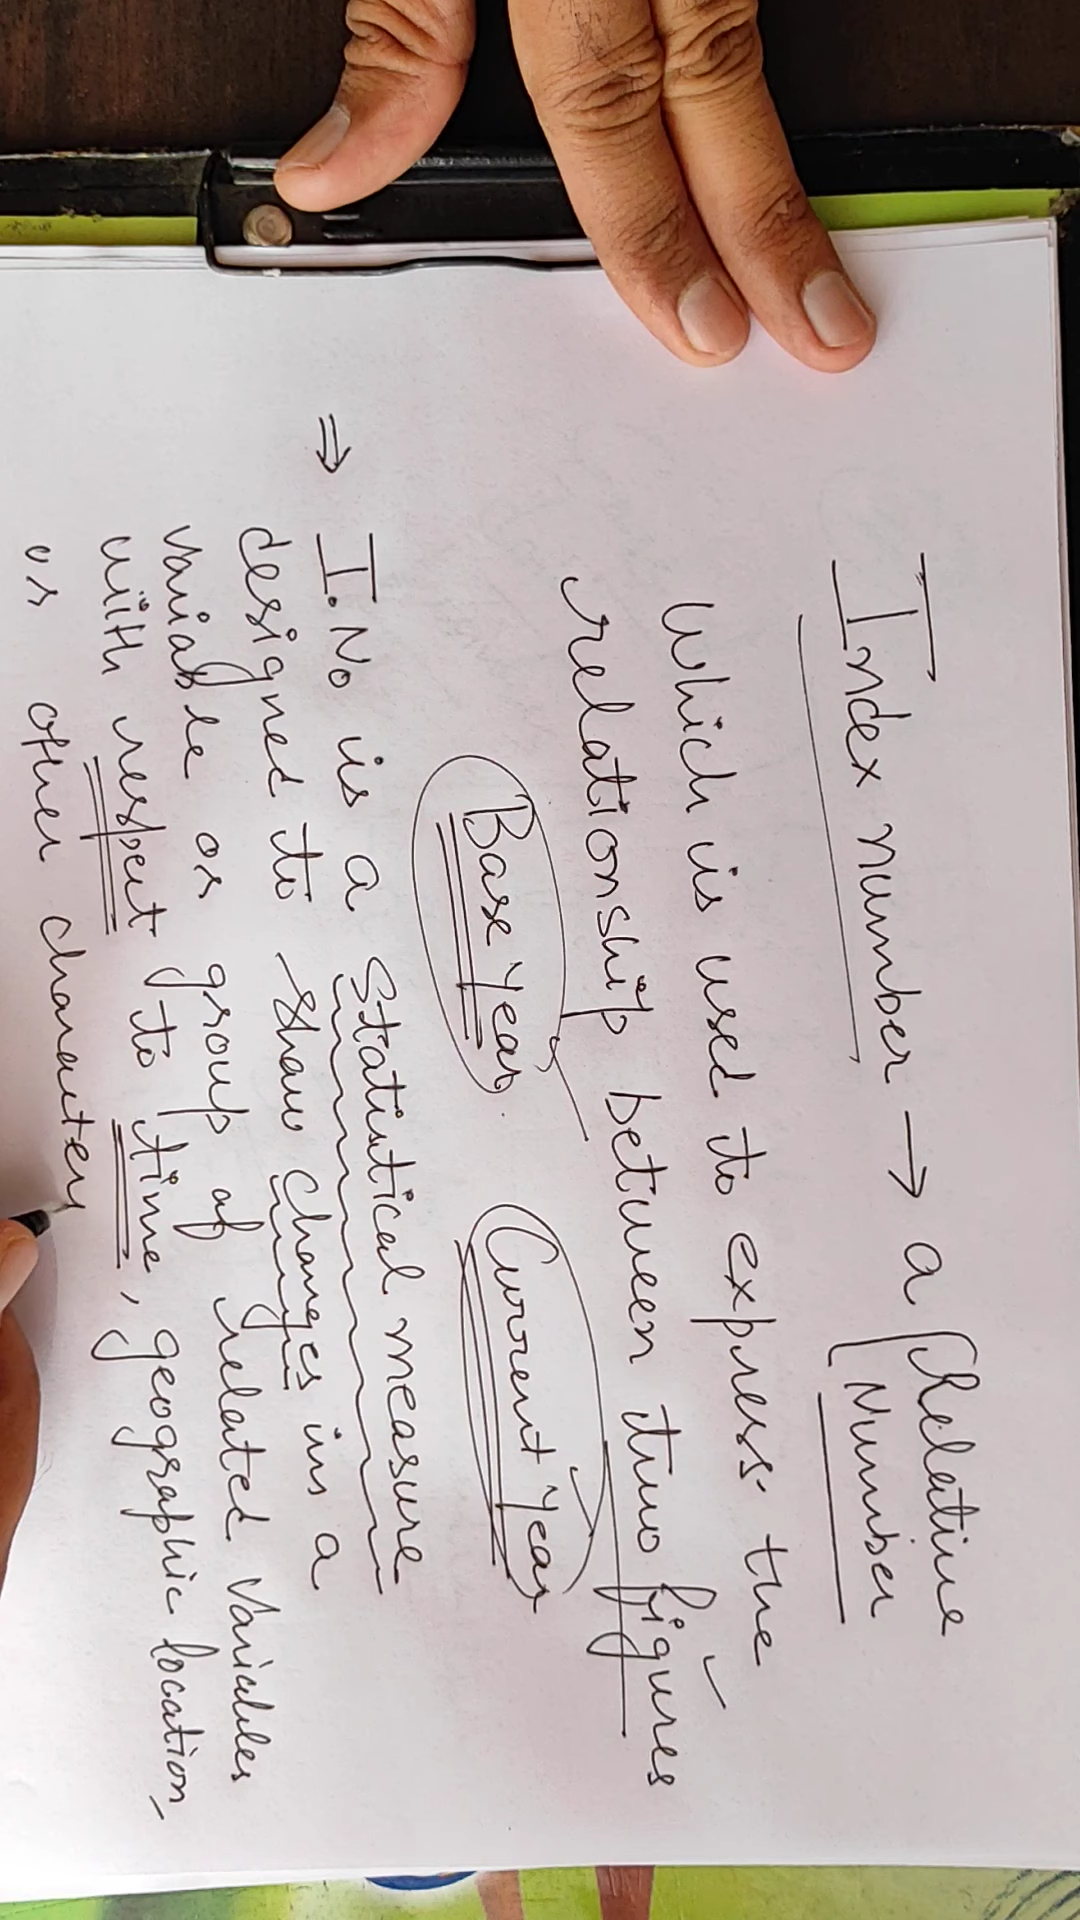 Index number → a Relative
Number
Which is used to express the
relationship between two figures
Base Year. Current Year
⇒ I. No is a Statistical measure
designed to show changes in a
variable or group of related variables
with respect to time, geographic location,
or other characters